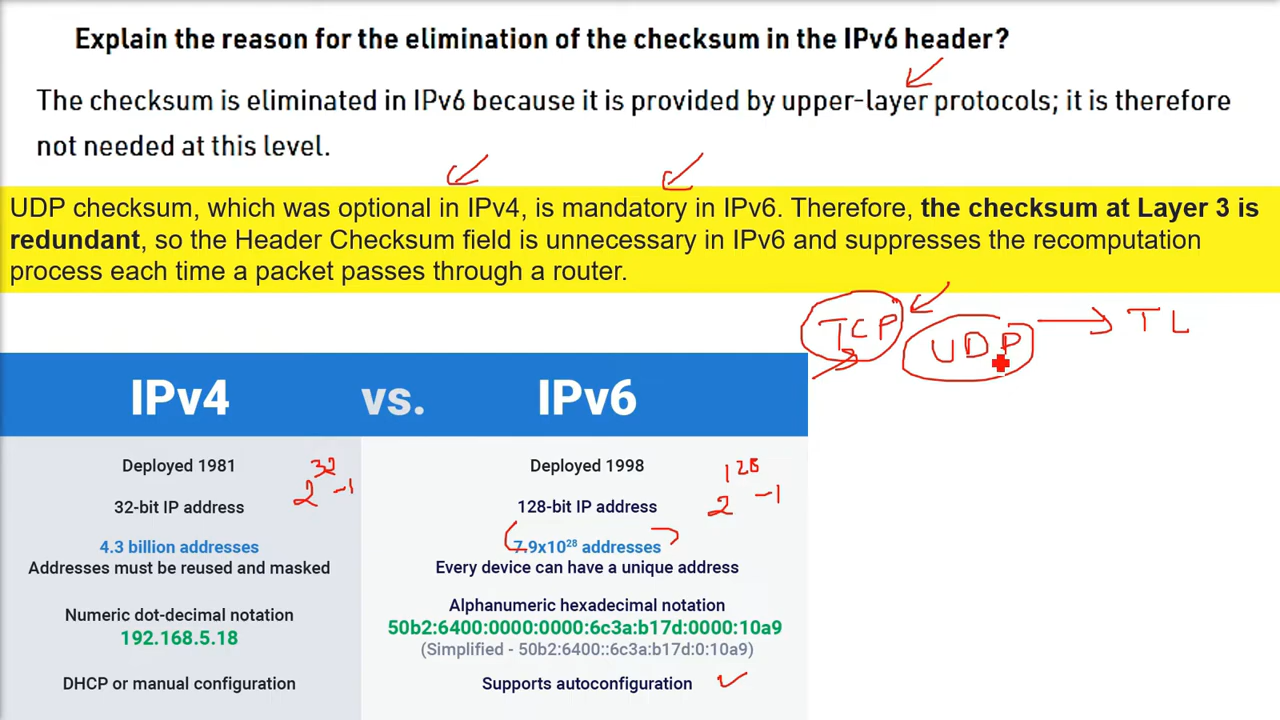 Explain the reason for the elimination of the checksum in the IPv6 header?
The checksum is eliminated in IPv6 because it is provided by upper-layer protocols; it is therefore
not needed at this level.
UDP checksum, which was optional in IPv4, is mandatory in IPv6. Therefore, the checksum at Layer 3 is
redundant, so the Header Checksum field is unnecessary in IPv6 and suppresses the recomputation
process each time a packet passes through a router.
TCP UDP TL
IPv4 vs. IPv6
Deployed 1981
32-bit IP address
2^32 -1
4.3 billion addresses
Addresses must be reused and masked
Numeric dot-decimal notation
192.168.5.18
DHCP or manual configuration
Deployed 1998
128-bit IP address
2^128 -1
7.9x10²⁸ addresses
Every device can have a unique address
Alphanumeric hexadecimal notation
50b2:6400:0000:0000:6c3a:b17d:0000:10a9
(Simplified - 50b2:6400::6c3a:b17d:0:10a9)
Supports autoconfiguration